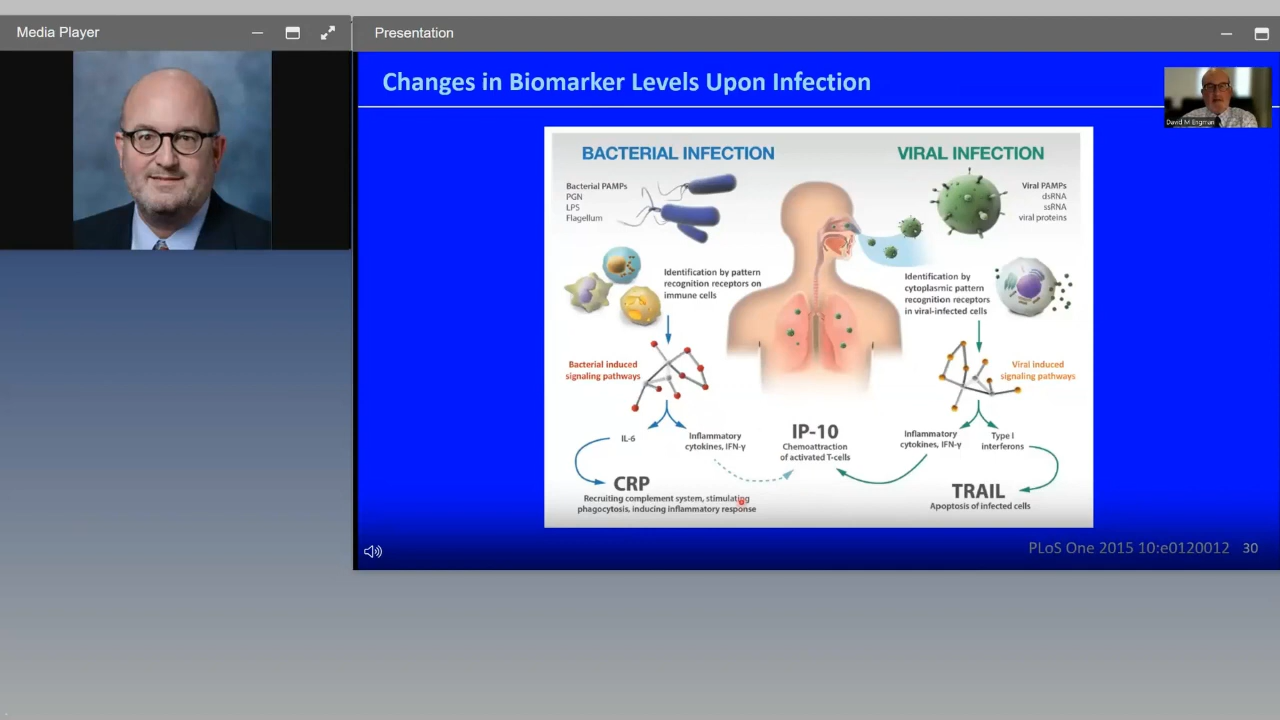 Media Player
Presentation
Changes in Biomarker Levels Upon Infection
David M Engman
BACTERIAL INFECTION
VIRAL INFECTION
Bacterial PAMPs
PGN
LPS
Flagellum
Viral PAMPs
dsRNA
ssRNA
viral proteins
Identification by pattern
recognition receptors on
immune cells
Identification by
cytoplasmic pattern
recognition receptors
in viral-infected cells
Bacterial induced
signaling pathways
Viral induced
signaling pathways
IL-6
Inflammatory
cytokines, IFN-γ
IP-10
Chemoattraction
of activated T-cells
Inflammatory
cytokines, IFN-γ
Type I
interferons
CRP
Recruiting complement system, stimulating
phagocytosis, inducing inflammatory response
TRAIL
Apoptosis of infected cells
PLoS One 2015 10:e0120012 30